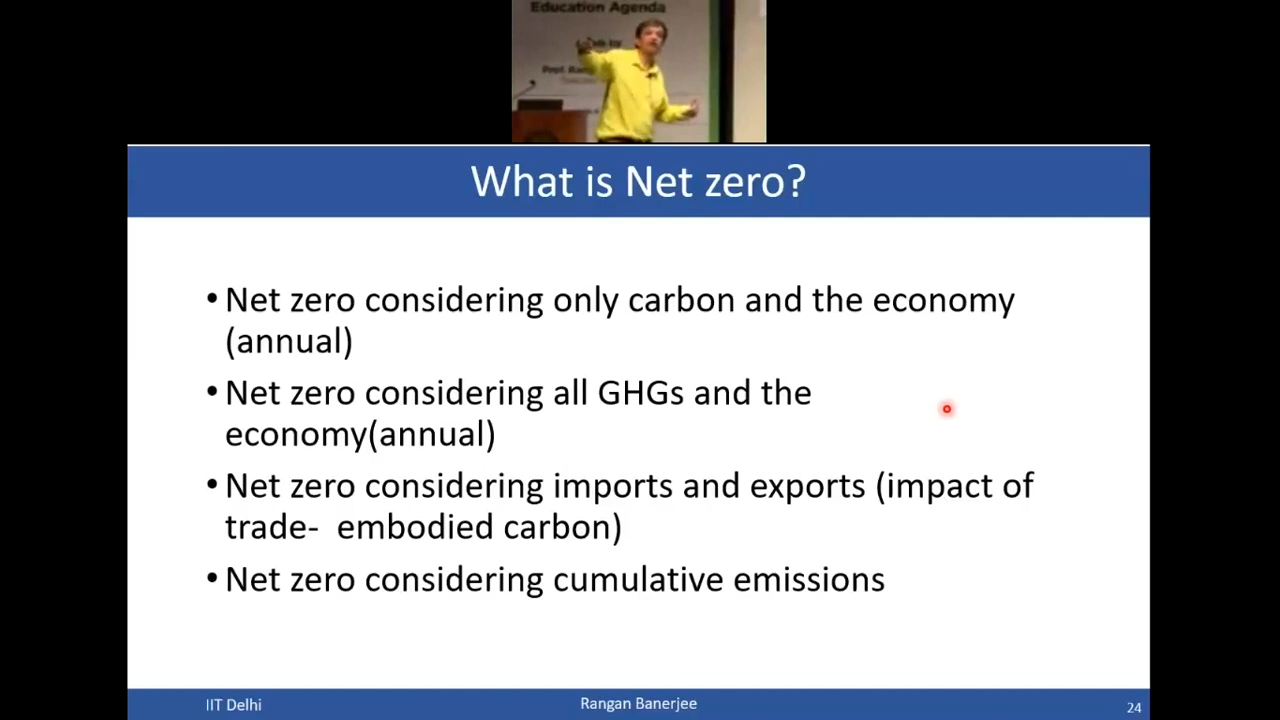 Education Agenda
What is Net zero?
• Net zero considering only carbon and the economy
(annual)
• Net zero considering all GHGs and the
economy(annual)
• Net zero considering imports and exports (impact of
trade-  embodied carbon)
• Net zero considering cumulative emissions
IIT Delhi
Rangan Banerjee
24